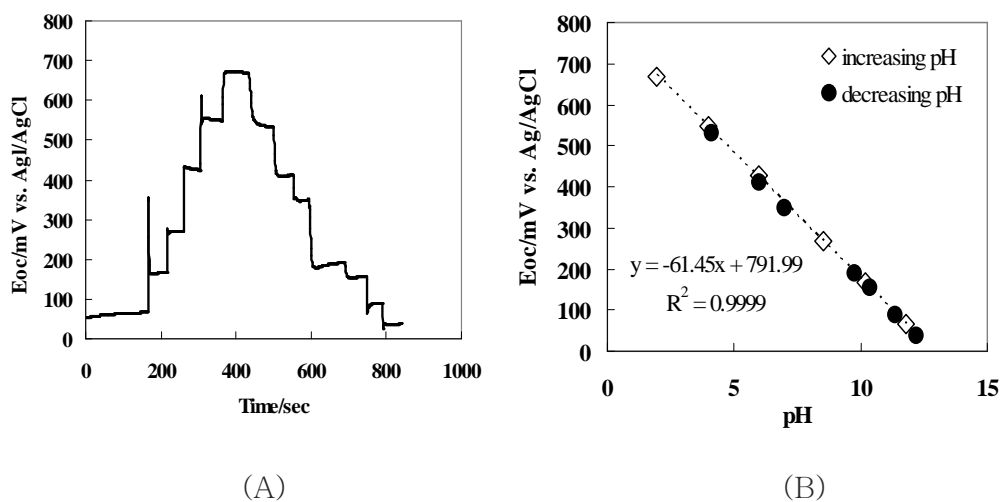 800
700
600
500
400
300
200
100
0
Eoc/mV vs. Agl/AgCl
0 200 400 600 800 1000
Time/sec
(A)
800
700
600
500
400
300
200
100
0
Eoc/mV vs. Ag/AgCl
increasing pH
decreasing pH
y = -61.45x + 791.99
R² = 0.9999
0 5 10 15
pH
(B)